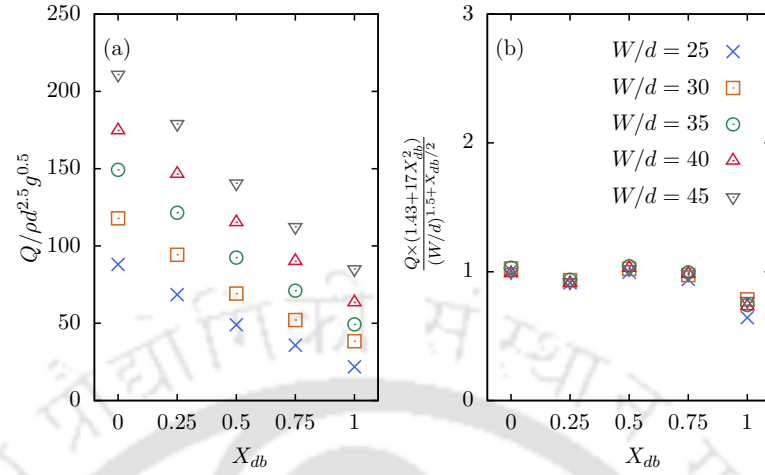 (a)
250
200
150
100
50
0
Q/ρd^{2.5}g^{0.5}
0 0.25 0.5 0.75 1
X_{db}
(b)
W/d = 25
W/d = 30
W/d = 35
W/d = 40
W/d = 45
3
2
1
0
Q×(1.43+17X_{db}^2)
(W/d)^{1.5+X_{db}/2}
0 0.25 0.5 0.75 1
X_{db}